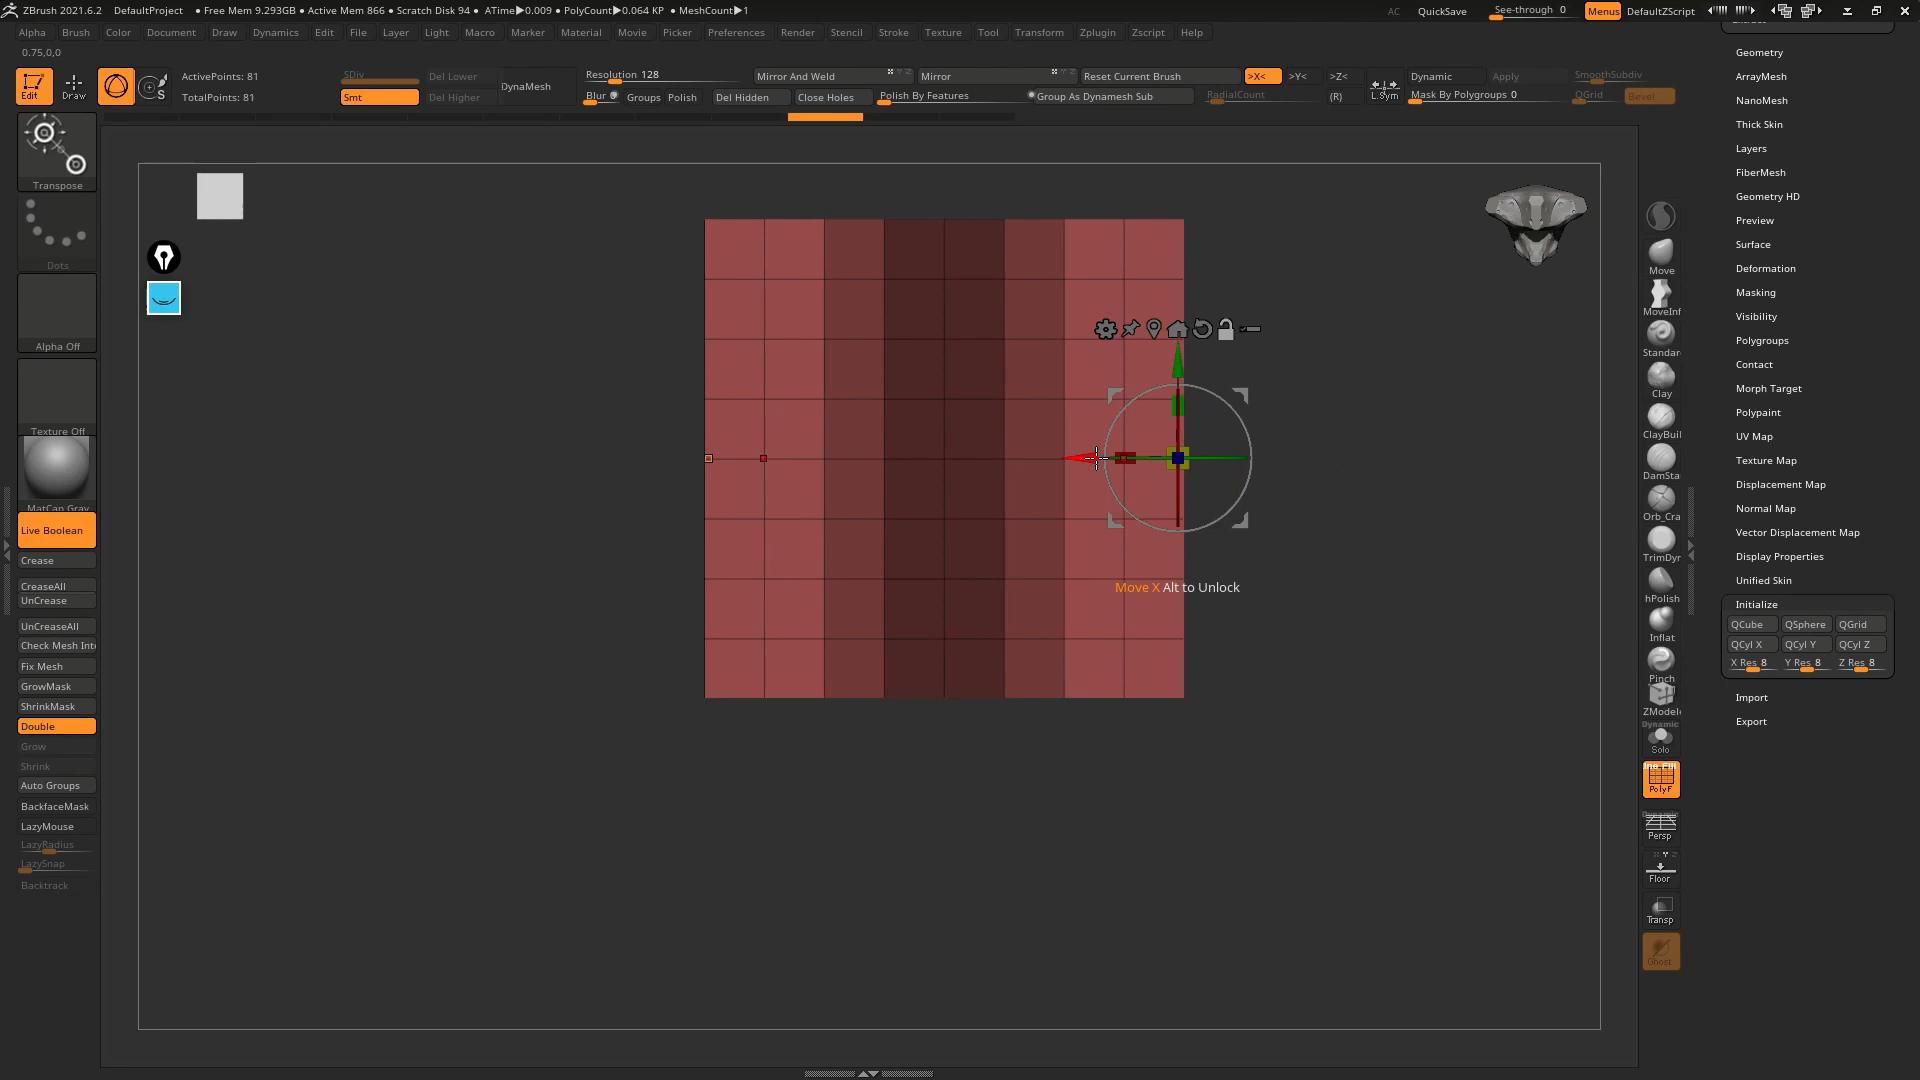 ZBrush 2021.6.2 DefaultProject • Free Mem 9.293GB • Active Mem 866 • Scratch Disk 94 • ATime▶0.009 • PolyCount▶0.064 KP • MeshCount▶1 AC QuickSave See-through 0 Menus DefaultZScript
Alpha Brush Color Document Draw Dynamics Edit File Layer Light Macro Marker Material Movie Picker Preferences Render Stencil Stroke Texture Tool Transform Zplugin Zscript Help
0.75,0,0
Edit Draw S
ActivePoints: 81
TotalPoints: 81
SDiv Del Lower
Smt Del Higher
DynaMesh
Resolution 128
Blur Groups Polish
Mirror And Weld Mirror Reset Current Brush >X< >Y< >Z<
Del Hidden Close Holes Polish By Features Group As Dynamesh Sub RadialCount (R)
L.Sym
Dynamic Apply SmoothSubdiv
Mask By Polygroups 0 QGrid Bevel
Transpose
Dots
Alpha Off
Texture Off
MatCap Gray
Live Boolean
Crease
CreaseAll
UnCrease
UnCreaseAll
Check Mesh Int
Fix Mesh
GrowMask
ShrinkMask
Double
Grow
Shrink
Auto Groups
BackfaceMask
LazyMouse
LazyRadius
LazySnap
Backtrack
Move X Alt to Unlock
Move
MoveInf
Standar
Clay
ClayBuil
DamSta
Orb_Cra
TrimDyr
hPolish
Inflat
Pinch
ZModel
Dynamic
Solo
PolyF
Dynamic
Persp
Floor
Transp
Ghost
Geometry
ArrayMesh
NanoMesh
Thick Skin
Layers
FiberMesh
Geometry HD
Preview
Surface
Deformation
Masking
Visibility
Polygroups
Contact
Morph Target
Polypaint
UV Map
Texture Map
Displacement Map
Normal Map
Vector Displacement Map
Display Properties
Unified Skin
Initialize
QCube QSphere QGrid
QCyl X QCyl Y QCyl Z
X Res 8 Y Res 8 Z Res 8
Import
Export